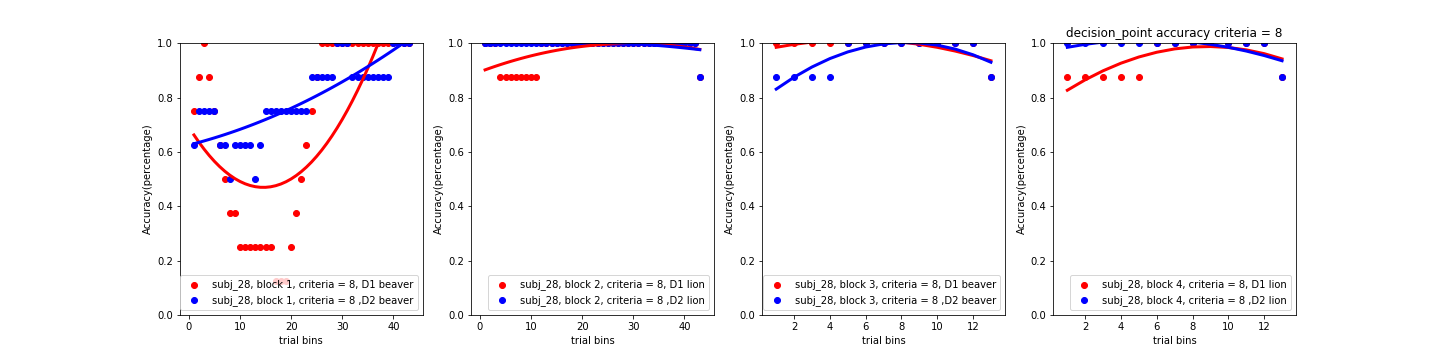 decision_point accuracy criteria = 8
1.0
0.8
0.6
0.4
0.2
0.0
Accuracy(percentage)
0 10 20 30 40
trial bins
subj_28, block 1, criteria = 8, D1 beaver
subj_28, block 1, criteria = 8 ,D2 beaver
1.0
0.8
0.6
0.4
0.2
0.0
Accuracy(percentage)
0 10 20 30 40
trial bins
subj_28, block 2, criteria = 8, D1 lion
subj_28, block 2, criteria = 8 ,D2 lion
1.0
0.8
0.6
0.4
0.2
0.0
Accuracy(percentage)
2 4 6 8 10 12
trial bins
subj_28, block 3, criteria = 8, D1 beaver
subj_28, block 3, criteria = 8 ,D2 beaver
1.0
0.8
0.6
0.4
0.2
0.0
Accuracy(percentage)
2 4 6 8 10 12
trial bins
subj_28, block 4, criteria = 8, D1 lion
subj_28, block 4, criteria = 8 ,D2 lion